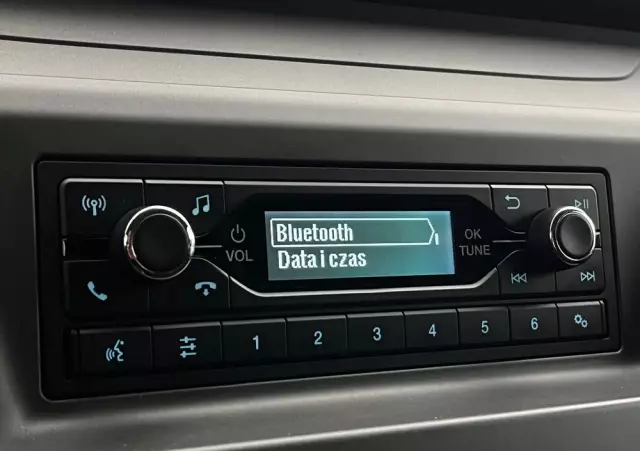 Bluetooth
Data i czas
VOL
OK
TUNE
1 2 3 4 5 6